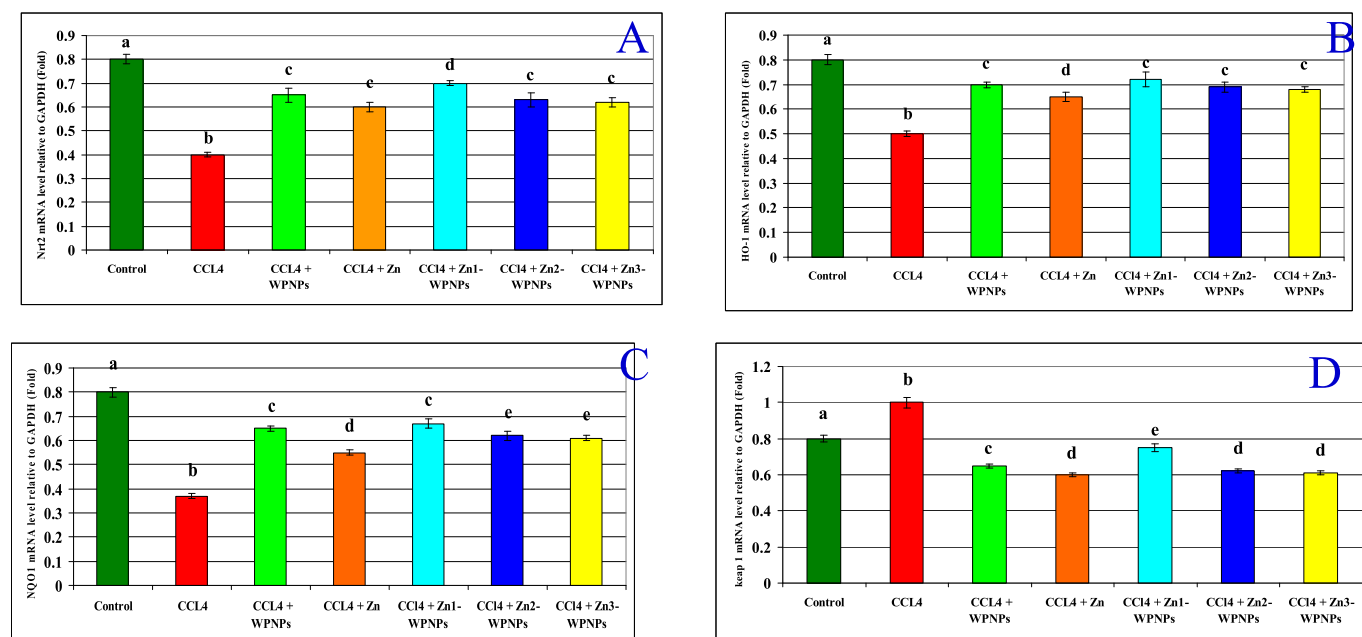 A
Nrt2 mRNA level relative to GAPDH (Fold)
0.9
0.8
0.7
0.6
0.5
0.4
0.3
0.2
0.1
0
a
b
c
c
d
c
c
Control
CCL4
CCL4 +
WPNPs
CCL4 + Zn
CCl4 + Zn1-
WPNPs
CCl4 + Zn2-
WPNPs
CCl4 + Zn3-
WPNPs
B
HO-1 mRNA level relative to GAPDH (Fold)
0.9
0.8
0.7
0.6
0.5
0.4
0.3
0.2
0.1
0
a
b
c
d
c
c
c
Control
CCL4
CCL4 +
WPNPs
CCL4 + Zn
CCl4 + Zn1-
WPNPs
CCl4 + Zn2-
WPNPs
CCl4 + Zn3-
WPNPs
C
NQO1 mRNA level relative to GAPDH (Fold)
0.9
0.8
0.7
0.6
0.5
0.4
0.3
0.2
0.1
0
a
b
c
d
c
e
e
Control
CCL4
CCL4 +
WPNPs
CCL4 + Zn
CCl4 + Zn1-
WPNPs
CCl4 + Zn2-
WPNPs
CCl4 + Zn3-
WPNPs
D
keap 1 mRNA level relative to GAPDH (Fold)
1.2
1
0.8
0.6
0.4
0.2
0
a
b
c
d
e
d
d
Control
CCL4
CCL4 +
WPNPs
CCL4 + Zn
CCl4 + Zn1-
WPNPs
CCl4 + Zn2-
WPNPs
CCl4 + Zn3-
WPNPs